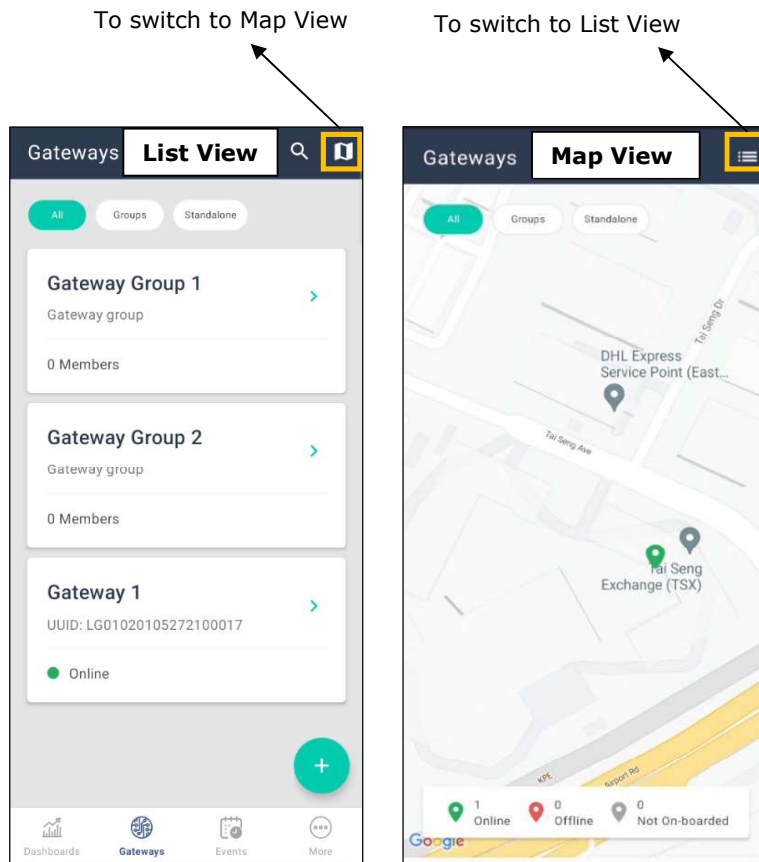 To switch to Map View
To switch to List View
Gateways
List View
All
Groups
Standalone
Gateway Group 1
Gateway group
0 Members
Gateway Group 2
Gateway group
0 Members
Gateway 1
UUID: LG01020105272100017
Online
+
Dashboards
Gateways
Events
More
Gateways
Map View
All
Groups
Standalone
Tai Seng Dr
DHL Express
Service Point (East...
Tai Seng Ave
Tai Seng
Exchange (TSX)
KPE
Airport Rd
1
Online
0
Offline
0
Not On-boarded
Google